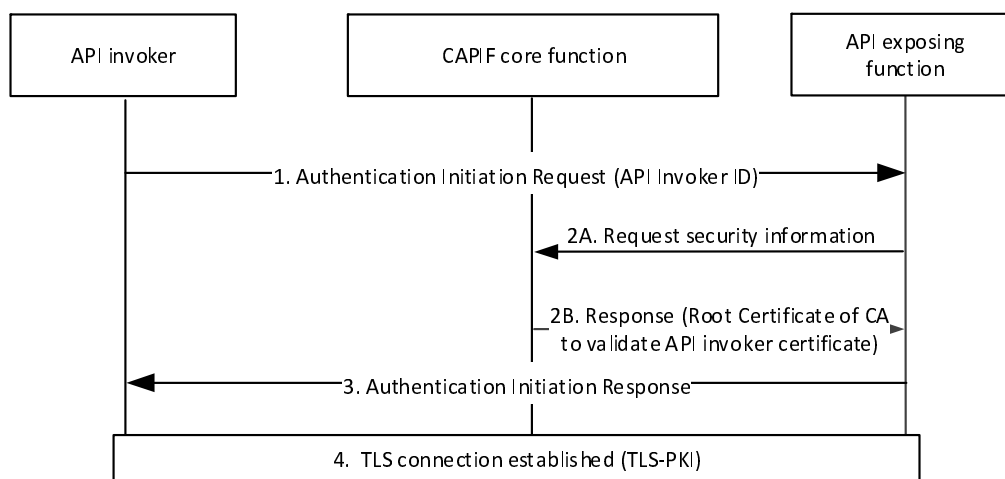 API invoker
CAPIF core function
API exposing
function
1. Authentication Initiation Request (API Invoker ID)
2A. Request security information
2B. Response (Root Certificate of CA
to validate API invoker certificate)
3. Authentication Initiation Response
4. TLS connection established (TLS-PKI)